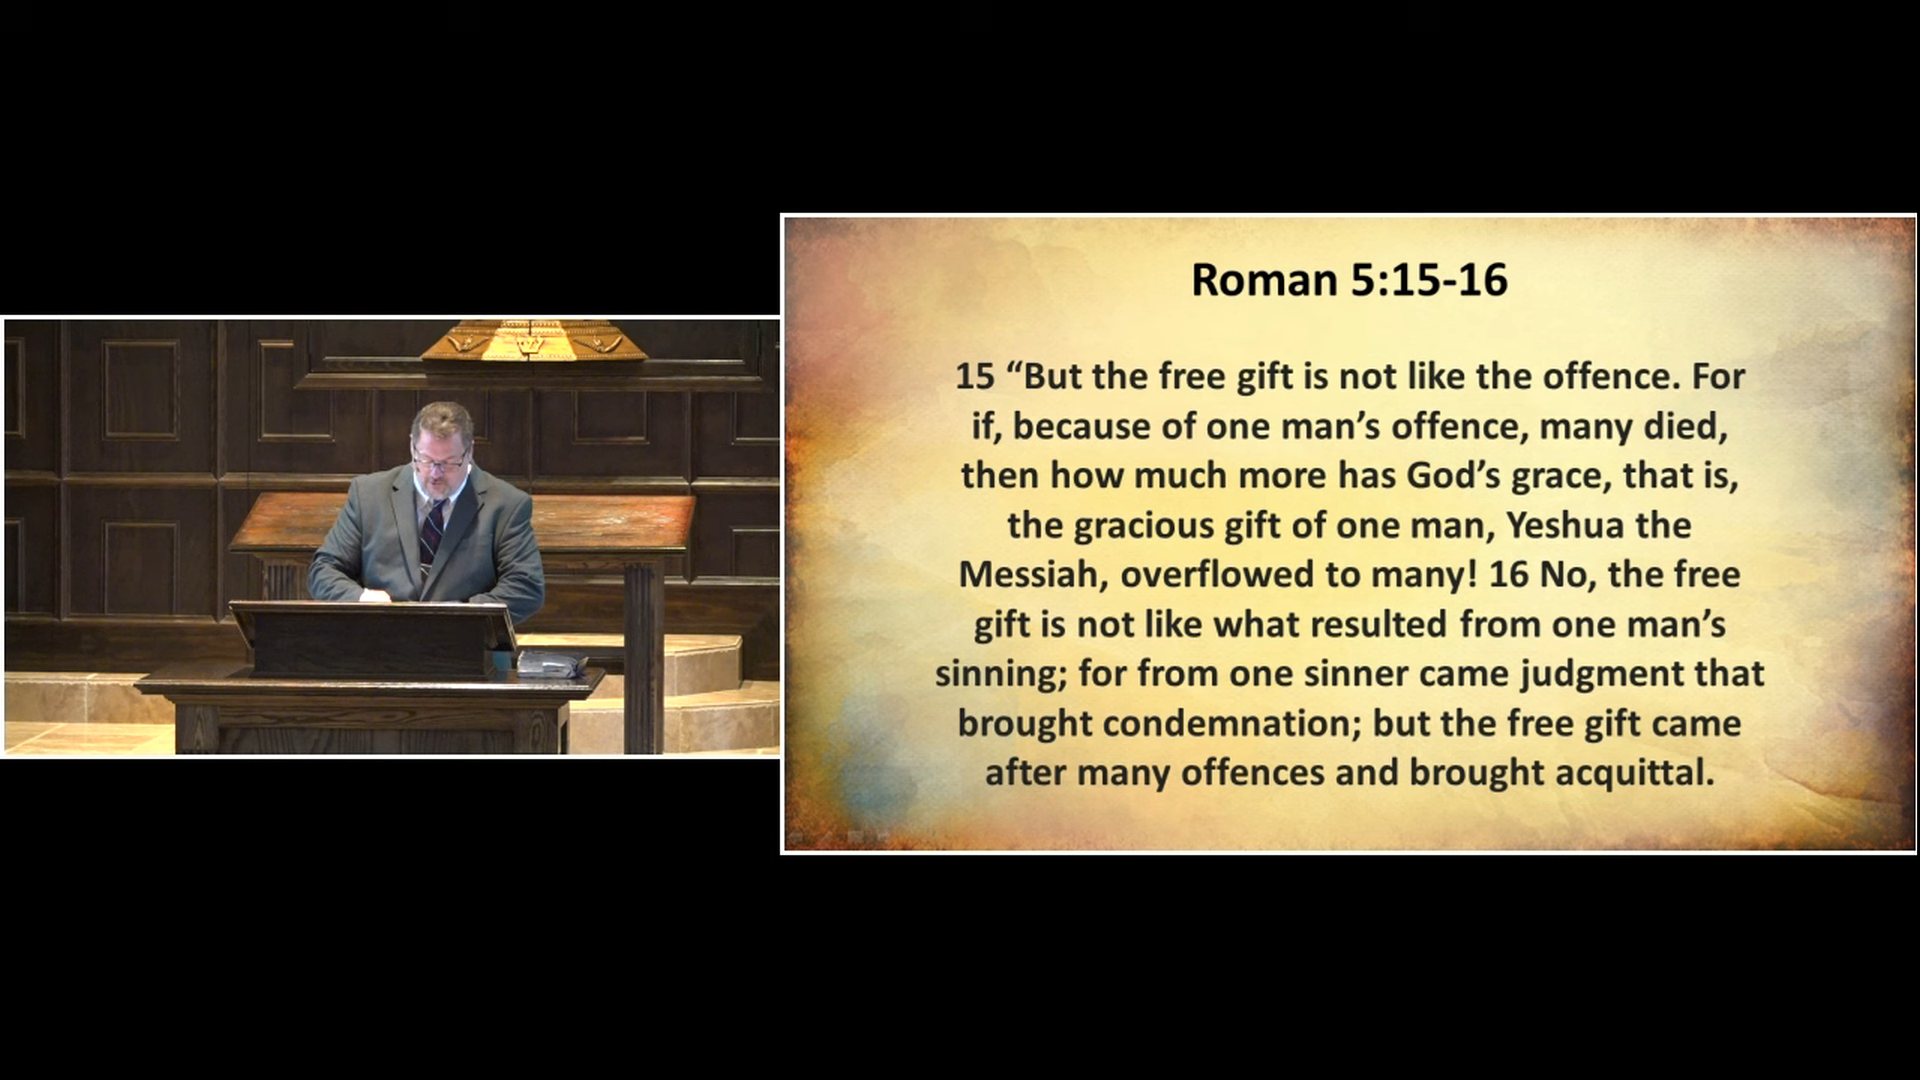 Roman 5:15-16
15 “But the free gift is not like the offence. For
if, because of one man’s offence, many died,
then how much more has God’s grace, that is,
the gracious gift of one man, Yeshua the
Messiah, overflowed to many! 16 No, the free
gift is not like what resulted from one man’s
sinning; for from one sinner came judgment that
brought condemnation; but the free gift came
after many offences and brought acquittal.